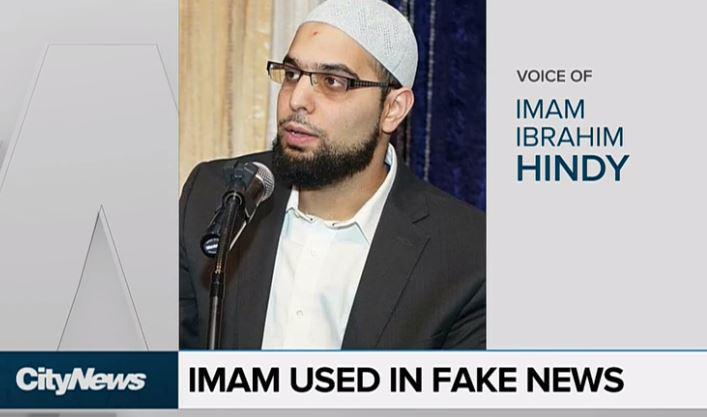 VOICE OF
IMAM
IBRAHIM
HINDY
CityNews
IMAM USED IN FAKE NEWS